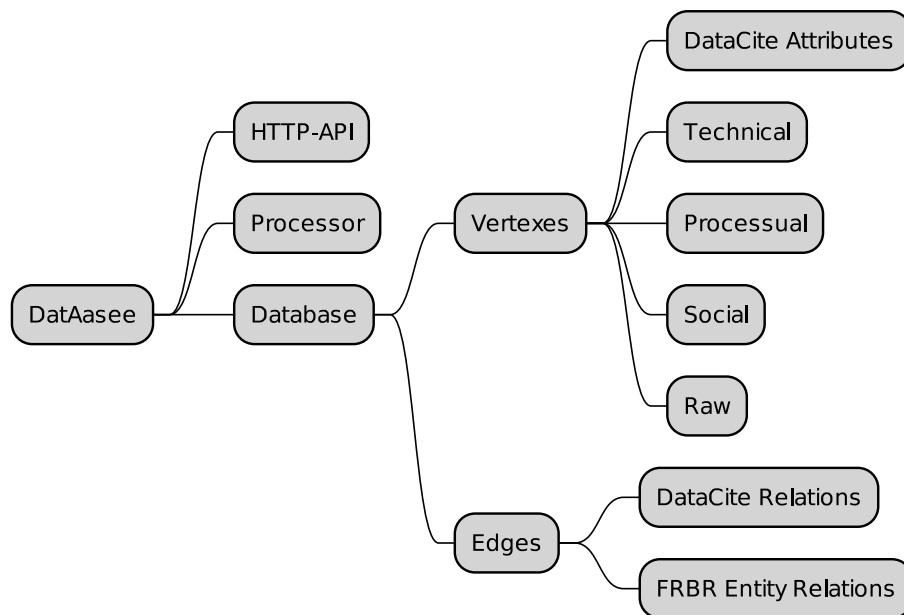 DatAasee
HTTP-API
Processor
Database
Vertexes
DataCite Attributes
Technical
Processual
Social
Raw
Edges
DataCite Relations
FRBR Entity Relations